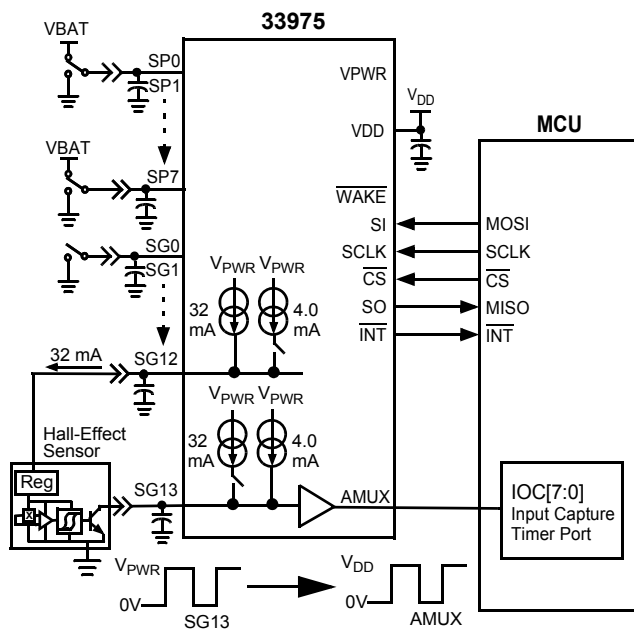 33975
VBAT
SP0
SP1
VPWR
VDD
VDD
MCU
VBAT
SP7
WAKE
SI
MOSI
SG0
SG1
SCLK
SCLK
CS
CS
VPWR VPWR
32 mA
4.0 mA
SO
MISO
INT
INT
32 mA
SG12
VPWR VPWR
32 mA
4.0 mA
Hall-Effect
Sensor
Reg
X
SG13
AMUX
IOC[7:0]
Input Capture
Timer Port
VPWR
0V
SG13
VDD
0V
AMUX